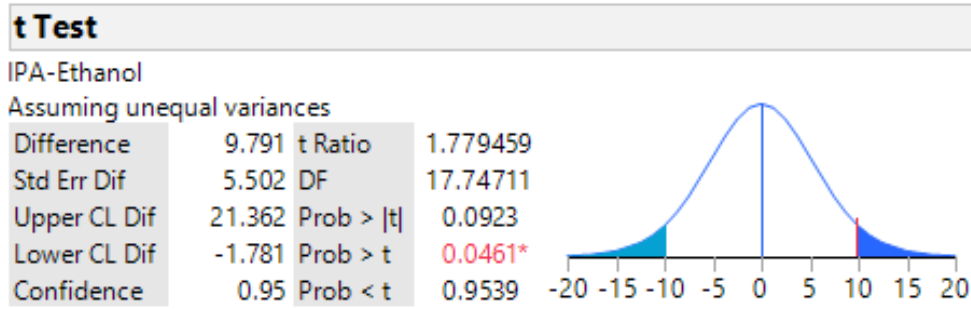 t Test
IPA-Ethanol
Assuming unequal variances
Difference 9.791 t Ratio 1.779459
Std Err Dif 5.502 DF 17.74711
Upper CL Dif 21.362 Prob > |t| 0.0923
Lower CL Dif -1.781 Prob > t 0.0461*
Confidence 0.95 Prob < t 0.9539
-20 -15 -10 -5 0 5 10 15 20